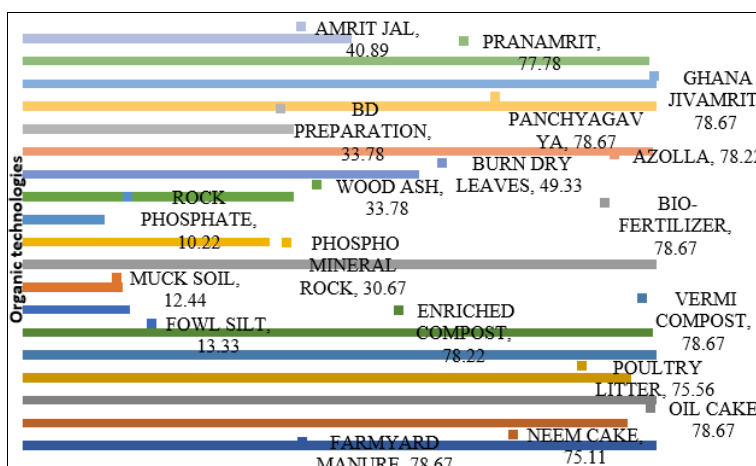 AMRIT JAL,
40.89
PRANAMRIT,
77.78
GHANA
JIVAMRIT
78.67
BD
PREPARATION,
33.78
PANCHYAGAV
YA, 78.67
AZOLLA, 78.22
BURN DRY
LEAVES, 49.33
WOOD ASH,
33.78
ROCK
PHOSPHATE,
10.22
BIO-
FERTILIZER,
78.67
PHOSPHO
MINERAL
ROCK, 30.67
MUCK SOIL,
12.44
VERMI
COMPOST,
78.67
FOWL SILT,
13.33
ENRICHED
COMPOST,
78.22
POULTRY
LITTER, 75.56
OIL CAKE
78.67
NEEM CAKE,
75.11
FARMYARD
MANURE, 78.67
Organic technologies